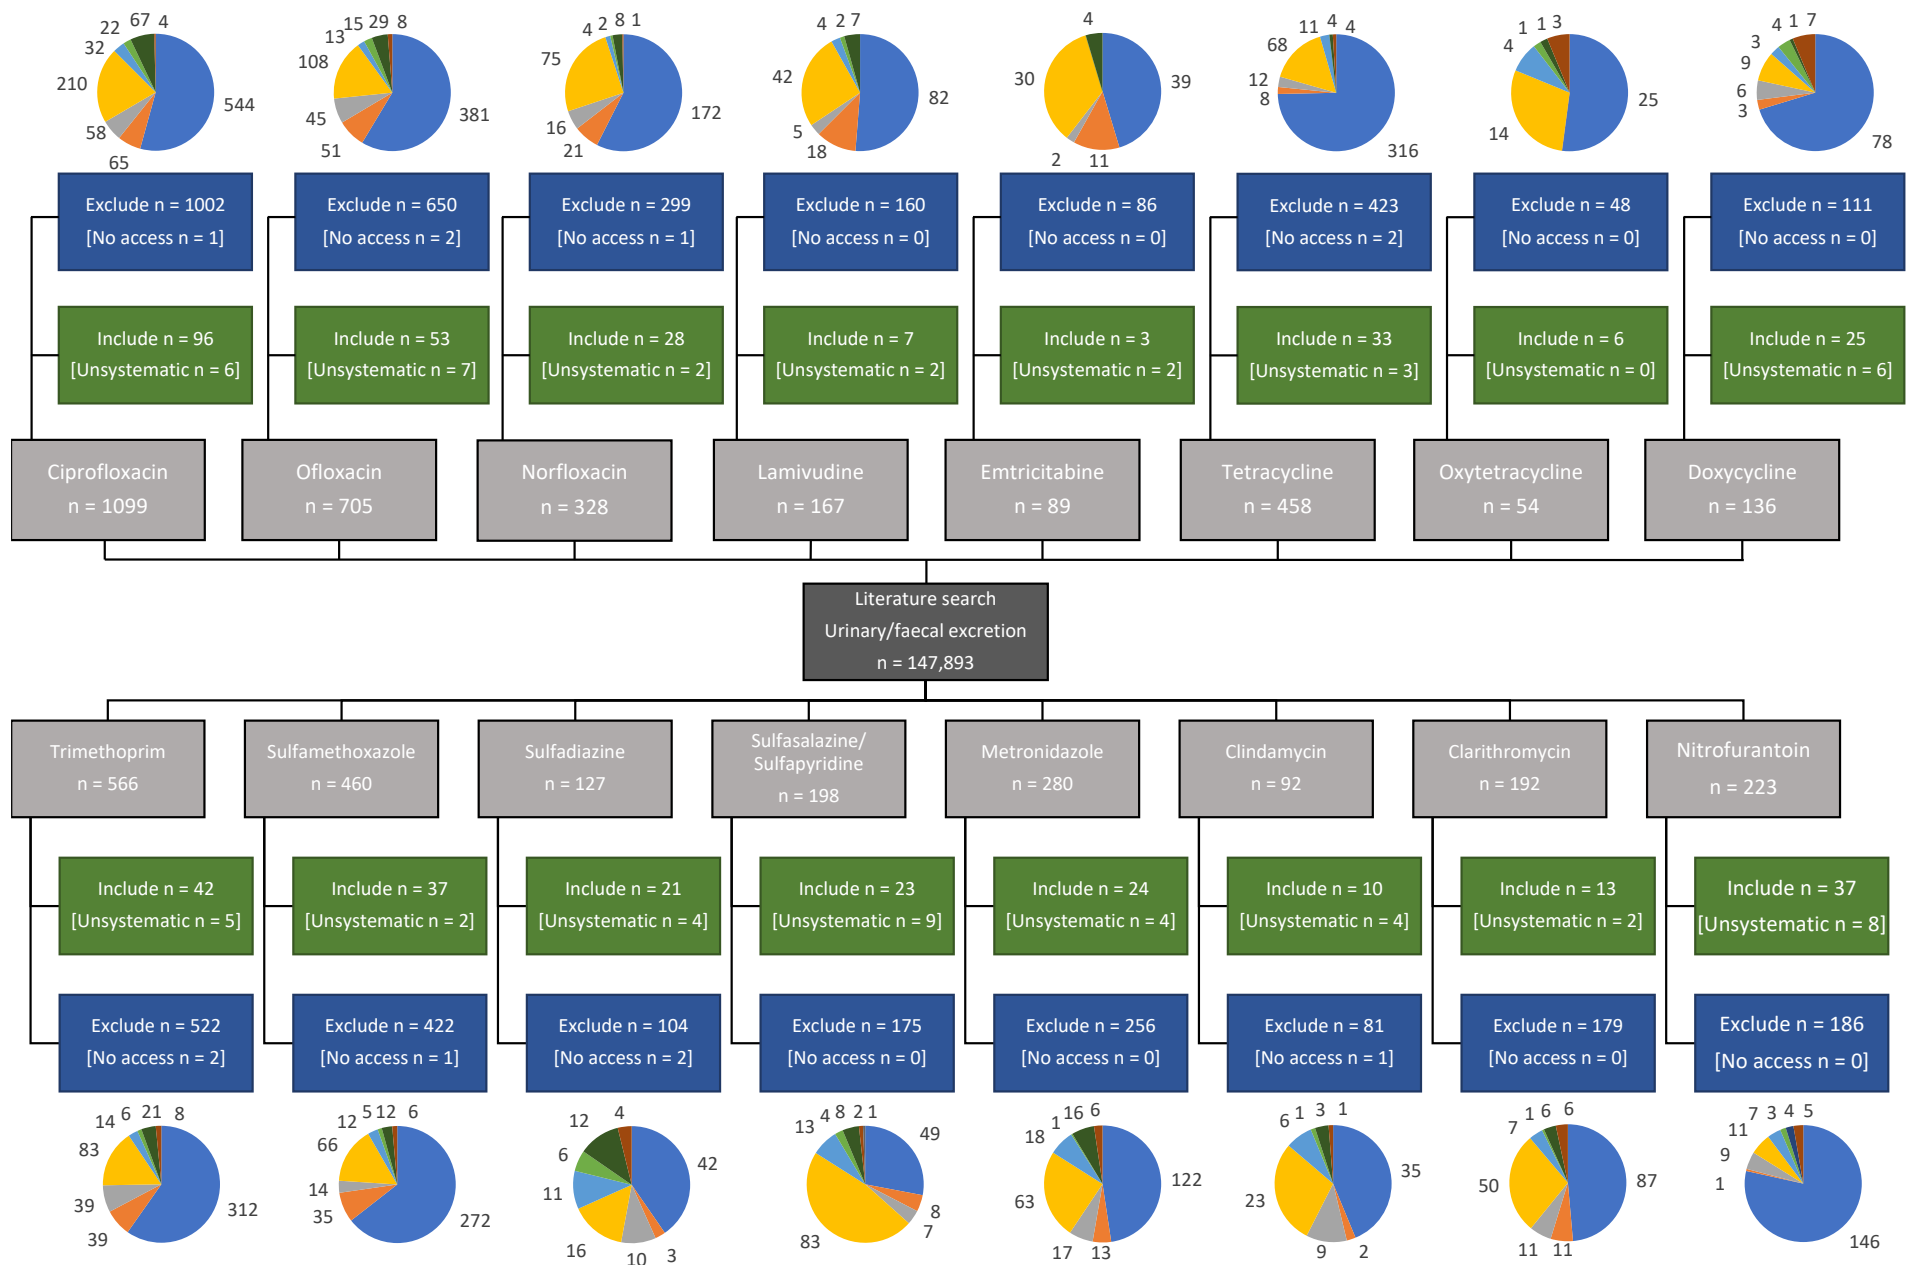 22 67 4
32
210
58
65
544
15 29 8
13
108
45
51
381
4 2 8 1
75
16
21
172
4 2 7
42
5
18
82
4
30
2
11
39
11 4 4
68
12
8
316
1 1 3
4
14
25
4 1 7
3
9
6
3
78
Exclude n = 1002
[No access n = 1]
Exclude n = 650
[No access n = 2]
Exclude n = 299
[No access n = 1]
Exclude n = 160
[No access n = 0]
Exclude n = 86
[No access n = 0]
Exclude n = 423
[No access n = 2]
Exclude n = 48
[No access n = 0]
Exclude n = 111
[No access n = 0]
Include n = 96
[Unsystematic n = 6]
Include n = 53
[Unsystematic n = 7]
Include n = 28
[Unsystematic n = 2]
Include n = 7
[Unsystematic n = 2]
Include n = 3
[Unsystematic n = 2]
Include n = 33
[Unsystematic n = 3]
Include n = 6
[Unsystematic n = 0]
Include n = 25
[Unsystematic n = 6]
Ciprofloxacin
n = 1099
Ofloxacin
n = 705
Norfloxacin
n = 328
Lamivudine
n = 167
Emtricitabine
n = 89
Tetracycline
n = 458
Oxytetracycline
n = 54
Doxycycline
n = 136
Literature search
Urinary/faecal excretion
n = 147,893
Trimethoprim
n = 566
Sulfamethoxazole
n = 460
Sulfadiazine
n = 127
Sulfasalazine/
Sulfapyridine
n = 198
Metronidazole
n = 280
Clindamycin
n = 92
Clarithromycin
n = 192
Nitrofurantoin
n = 223
Include n = 42
[Unsystematic n = 5]
Include n = 37
[Unsystematic n = 2]
Include n = 21
[Unsystematic n = 4]
Include n = 23
[Unsystematic n = 9]
Include n = 24
[Unsystematic n = 4]
Include n = 10
[Unsystematic n = 4]
Include n = 13
[Unsystematic n = 2]
Include n = 37
[Unsystematic n = 8]
Exclude n = 522
[No access n = 2]
Exclude n = 422
[No access n = 1]
Exclude n = 104
[No access n = 2]
Exclude n = 175
[No access n = 0]
Exclude n = 256
[No access n = 0]
Exclude n = 81
[No access n = 1]
Exclude n = 179
[No access n = 0]
Exclude n = 186
[No access n = 0]
14 6 21 8
83
39
39
312
12 5 12 6
66
14
35
272
12 4
6
11
16
10
3
42
13 4 8 2 1
83
49
8
7
16 6
1
18
63
17
13
122
6 1 3 1
23
9
2
35
7 1 6 6
50
11
11
87
7 3 4 5
11
9
1
146